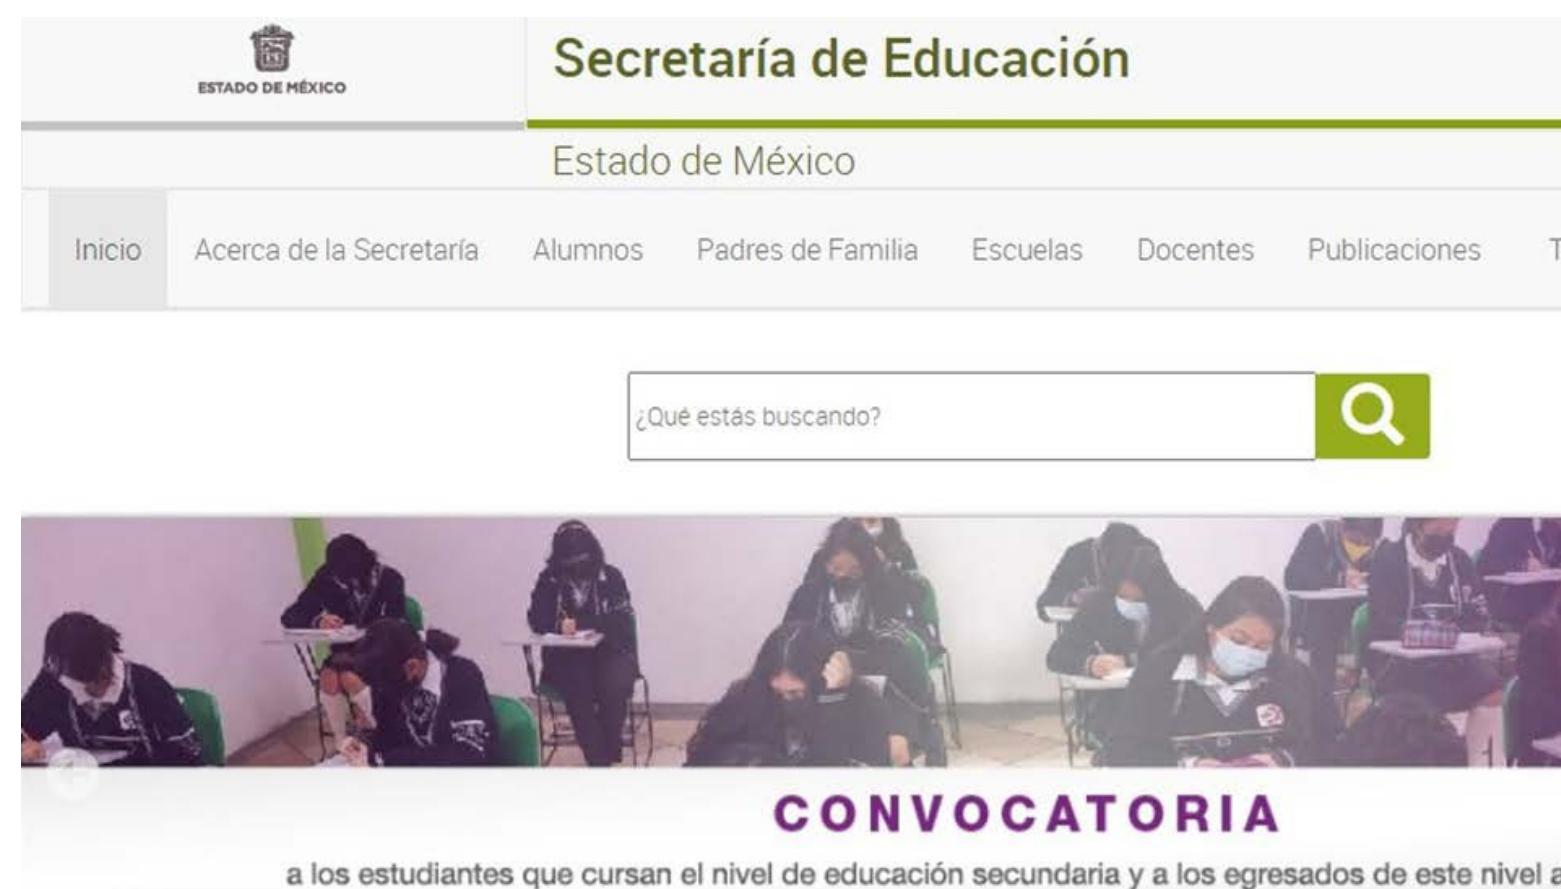 ESTADO DE MÉXICO
Secretaría de Educación
Estado de México
Inicio Acerca de la Secretaría Alumnos Padres de Familia Escuelas Docentes Publicaciones T
¿Qué estás buscando?
CONVOCATORIA
a los estudiantes que cursan el nivel de educación secundaria y a los egresados de este nivel a